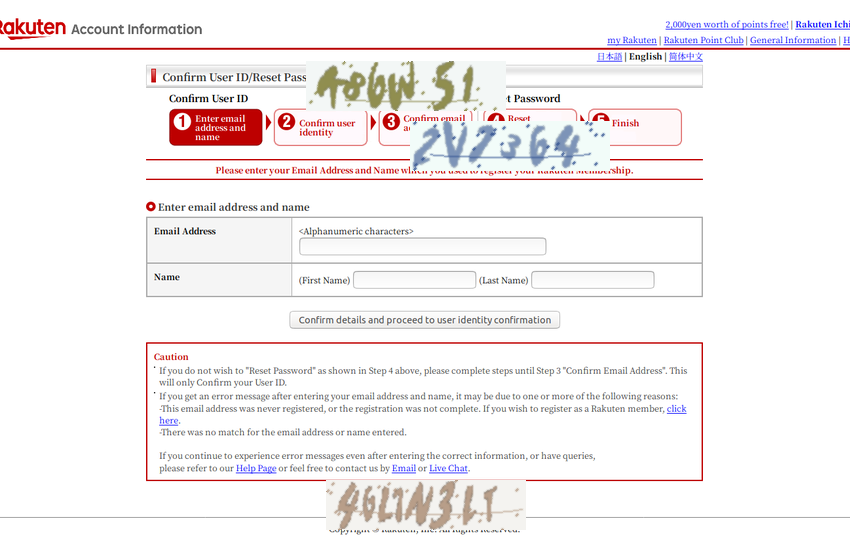 Rakuten Account Information
2,000yen worth of points free! | Rakuten Ichi
my Rakuten | Rakuten Point Club | General Information | H
日本語 | English | 简体中文
Confirm User ID/Reset Pass
Confirm User ID
Password
1 Enter email address and name
2 Confirm user identity
3 Confirm email
4 Reset
5 Finish
Please enter your Email Address and Name which you used to register your Rakuten Membership.
Enter email address and name
Email Address
<Alphanumeric characters>
Name
(First Name) (Last Name)
Confirm details and proceed to user identity confirmation
Caution
If you do not wish to "Reset Password" as shown in Step 4 above, please complete steps until Step 3 "Confirm Email Address". This
will only Confirm your User ID.
If you get an error message after entering your email address and name, it may be due to one or more of the following reasons:
-This email address was never registered, or the registration was not complete. If you wish to register as a Rakuten member, click
here.
-There was no match for the email address or name entered.
If you continue to experience error messages even after entering the correct information, or have queries,
please refer to our Help Page or feel free to contact us by Email or Live Chat.
Copyright © Rakuten, Inc. All Rights Reserved.